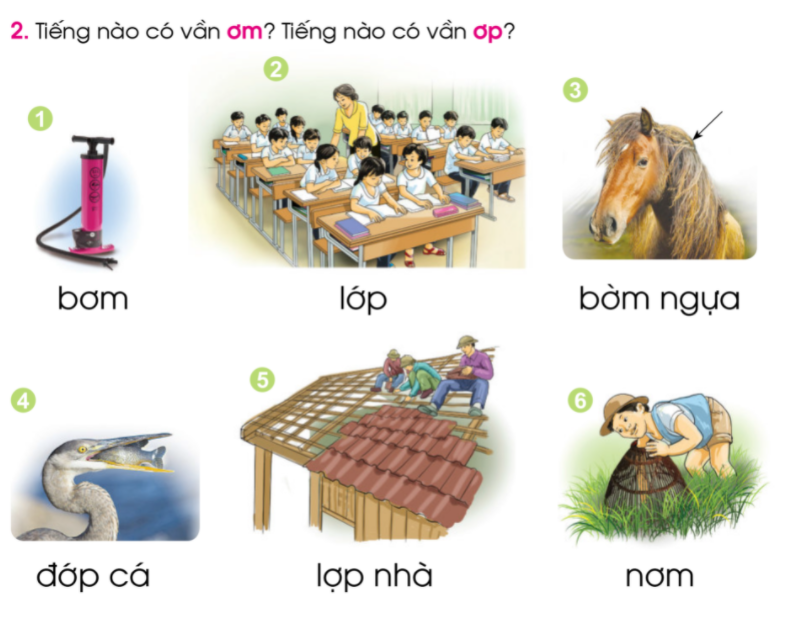 2. Tiếng nào có vần ơm? Tiếng nào có vần ơp?
1
2
3
bơm
lớp
bờm ngựa
4
5
6
đớp cá
lợp nhà
nơm